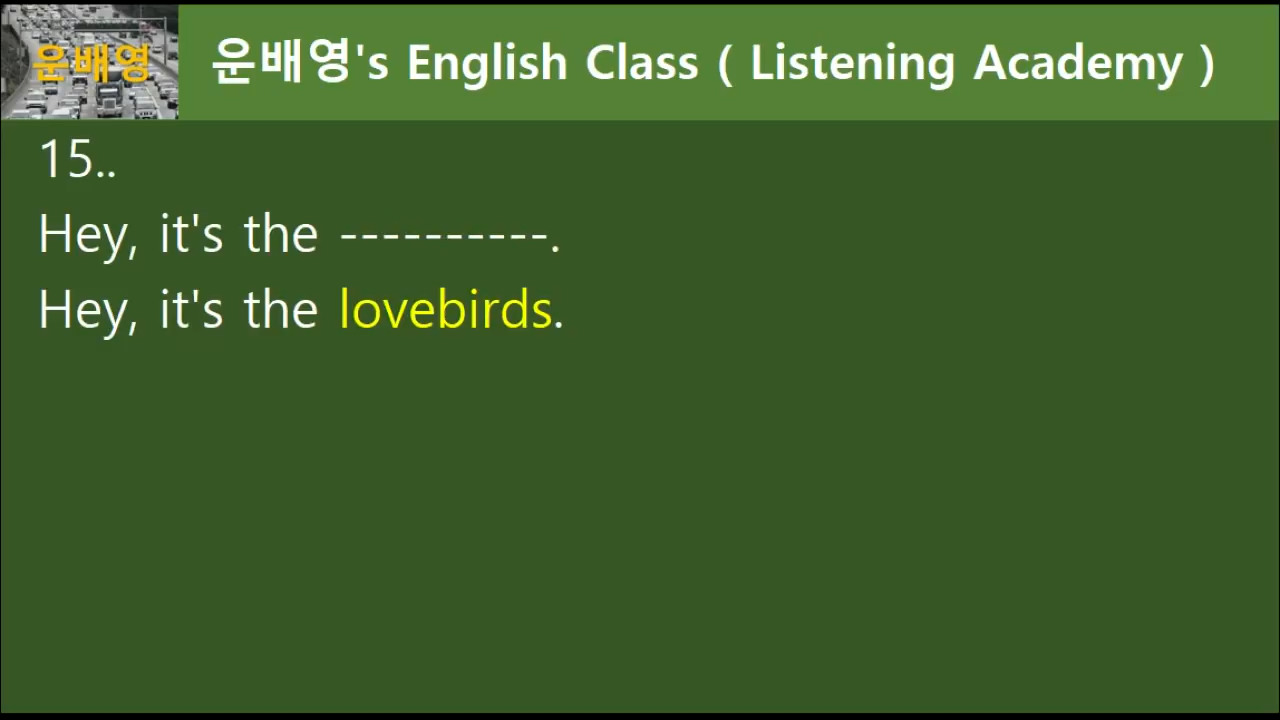 운배영
운배영's English Class ( Listening Academy )
15..
Hey, it's the ----------.
Hey, it's the lovebirds.